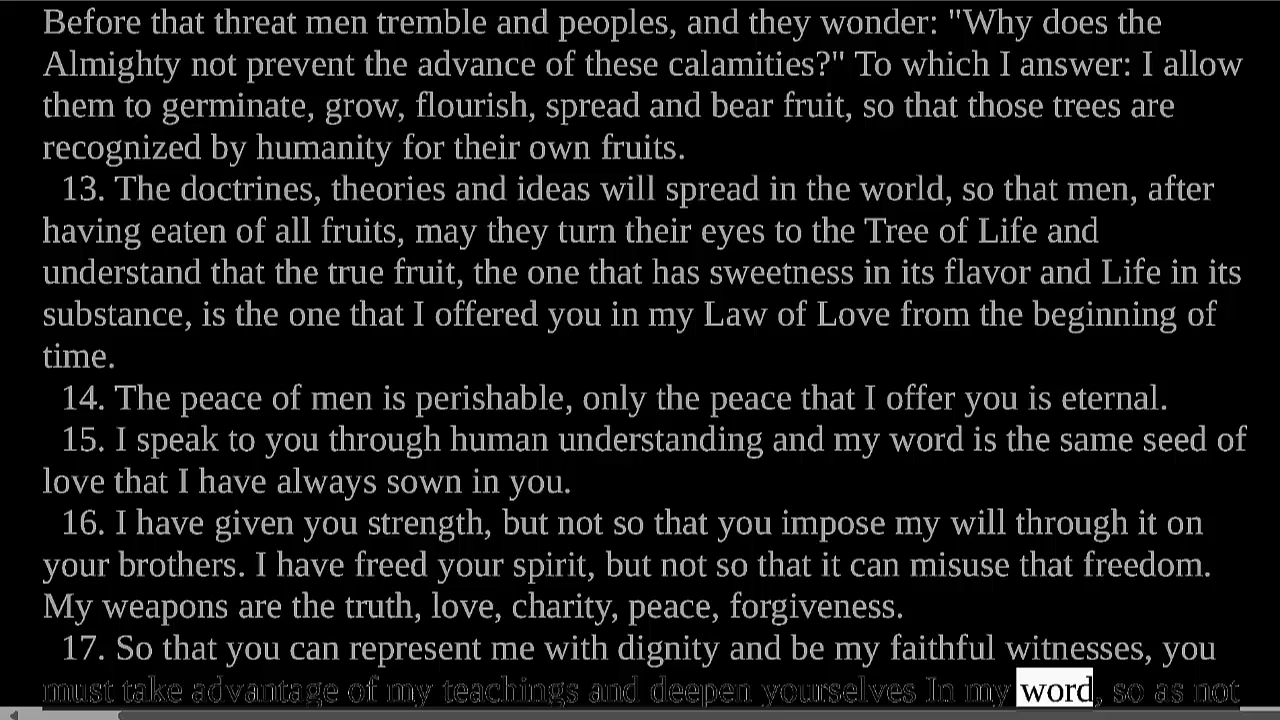 Before that threat men tremble and peoples, and they wonder: "Why does the
Almighty not prevent the advance of these calamities?" To which I answer: I allow
them to germinate, grow, flourish, spread and bear fruit, so that those trees are
recognized by humanity for their own fruits.
13. The doctrines, theories and ideas will spread in the world, so that men, after
having eaten of all fruits, may they turn their eyes to the Tree of Life and
understand that the true fruit, the one that has sweetness in its flavor and Life in its
substance, is the one that I offered you in my Law of Love from the beginning of
time.
14. The peace of men is perishable, only the peace that I offer you is eternal.
15. I speak to you through human understanding and my word is the same seed of
love that I have always sown in you.
16. I have given you strength, but not so that you impose my will through it on
your brothers. I have freed your spirit, but not so that it can misuse that freedom.
My weapons are the truth, love, charity, peace, forgiveness.
17. So that you can represent me with dignity and be my faithful witnesses, you
must take advantage of my teachings and deepen yourselves In my word, so as not